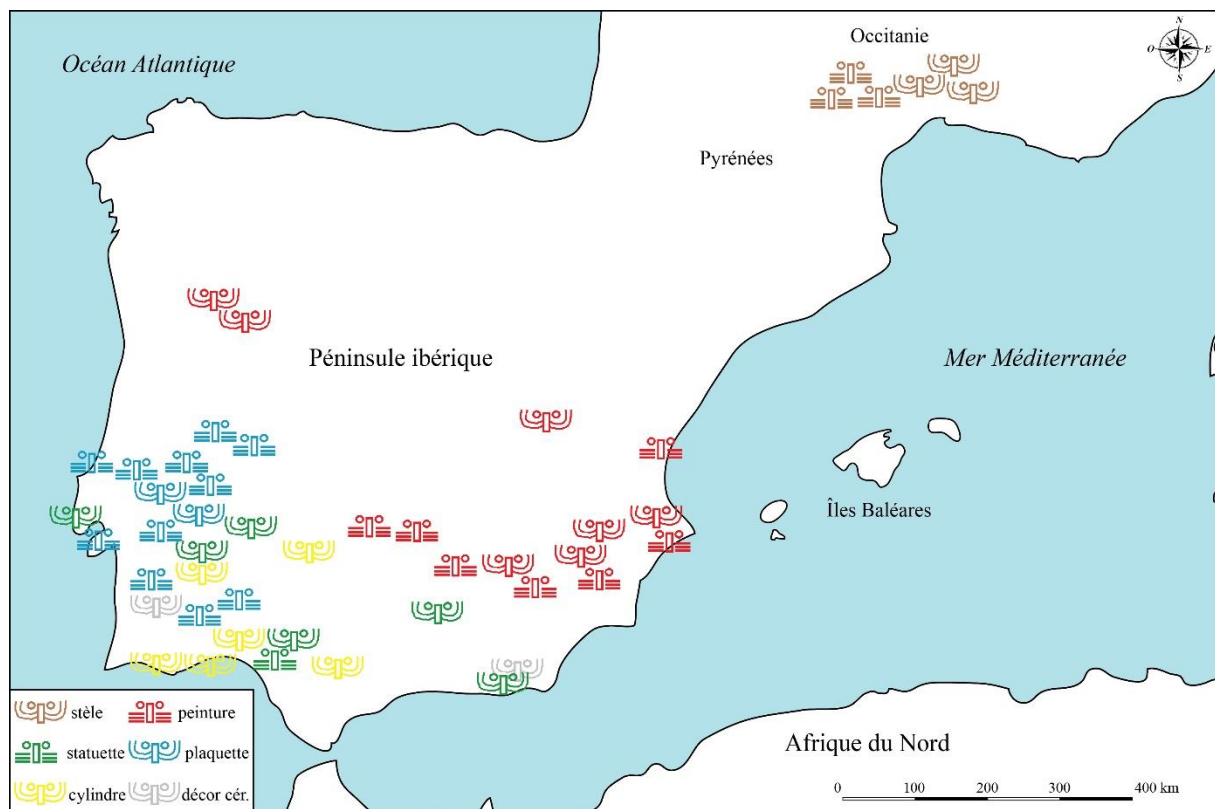 Océan Atlantique
Occitanie
N
O
E
S
Pyrénées
Péninsule ibérique
Mer Méditerranée
Îles Baléares
Afrique du Nord
stèle
peinture
statuette
plaquette
cylindre
décor cér.
0 100 200 300 400 km